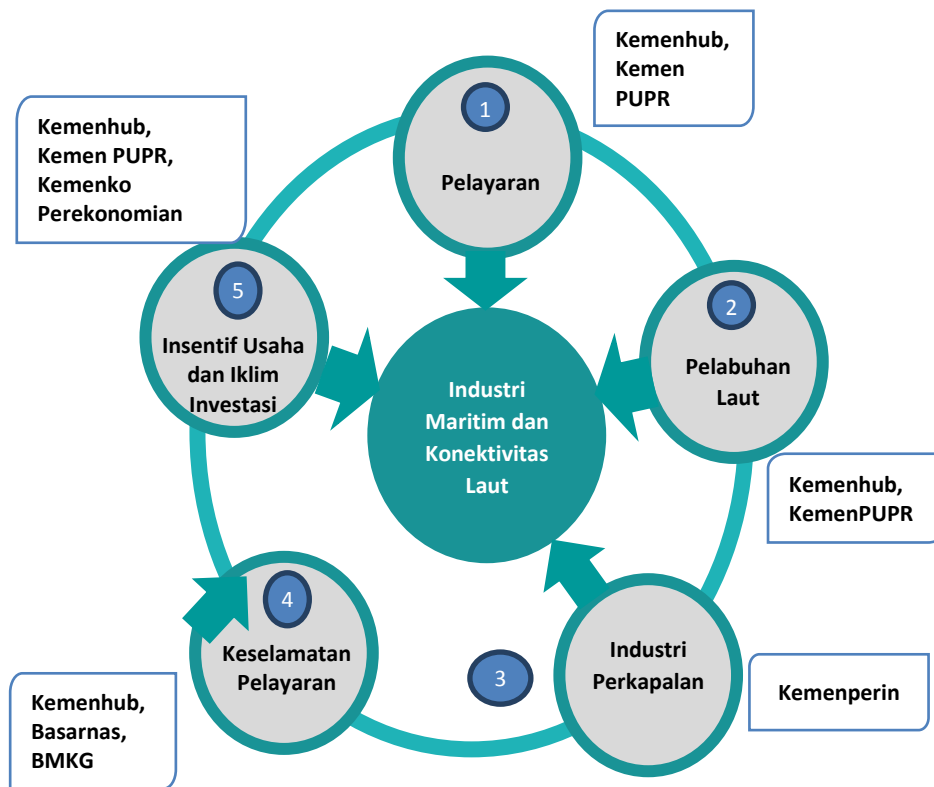 1
Pelayaran
Kemenhub,
Kemen
PUPR
2
Pelabuhan
Laut
Kemenhub,
KemenPUPR
3
Industri
Perkapalan
Kemenperin
4
Keselamatan
Pelayaran
Kemenhub,
Basarnas,
BMKG
5
Insentif Usaha
dan Iklim
Investasi
Kemenhub,
Kemen PUPR,
Kemenko
Perekonomian
Industri
Maritim dan
Konektivitas
Laut